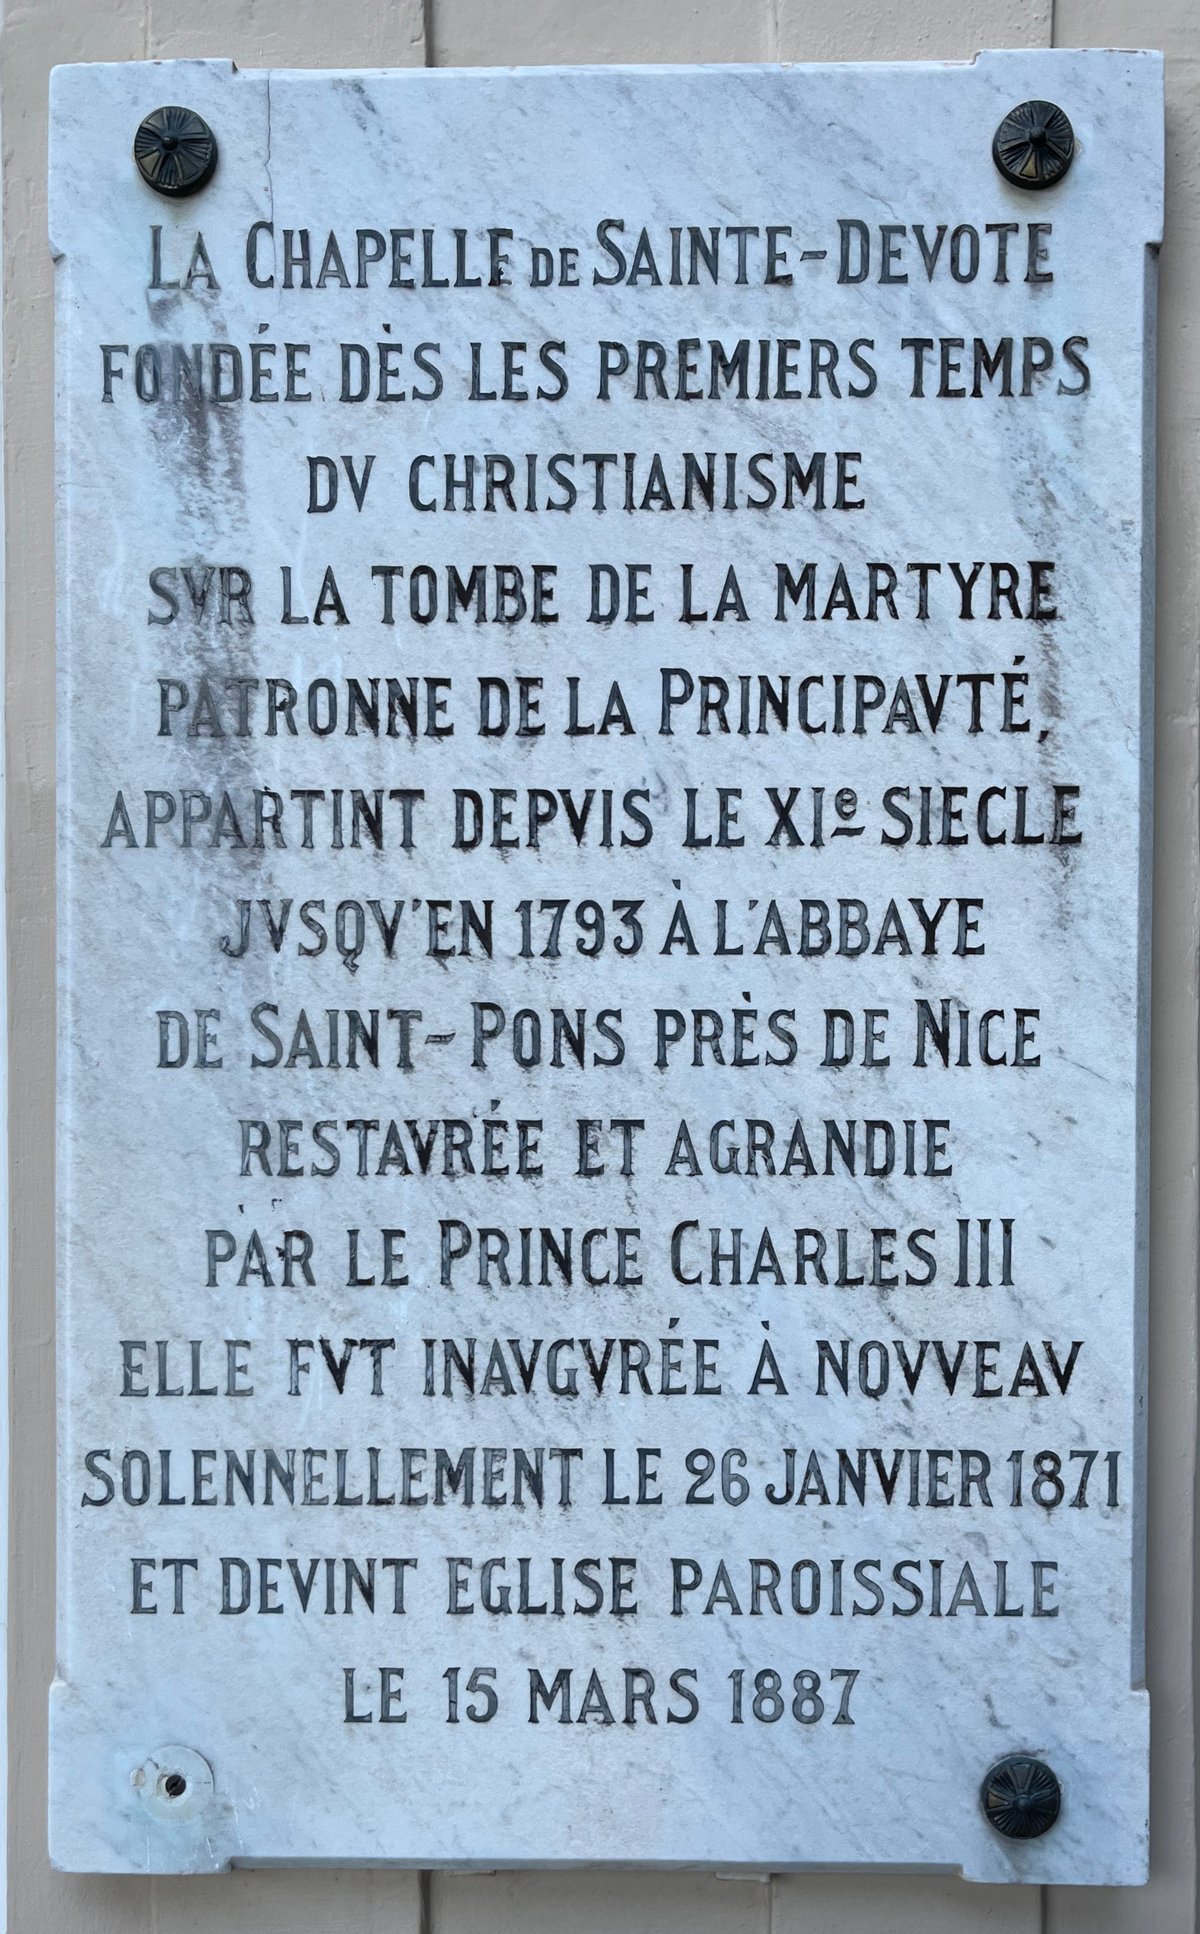 LA CHAPELLE DE SAINTE-DEVOTE
FONDÉE DÈS LES PREMIERS TEMPS
DV CHRISTIANISME
SVR LA TOMBE DE LA MARTYRE
PATRONNE DE LA PRINCIPAVTÉ,
APPARTINT DEPVIS LE XIe SIECLE
JVSQV'EN 1793 À L'ABBAYE
DE SAINT-PONS PRÈS DE NICE
RESTAVRÉE ET AGRANDIE
PAR LE PRINCE CHARLES III
ELLE FVT INAVGVRÉE À NOVVEAV
SOLENNELLEMENT LE 26 JANVIER 1871
ET DEVINT EGLISE PAROISSIALE
LE 15 MARS 1887